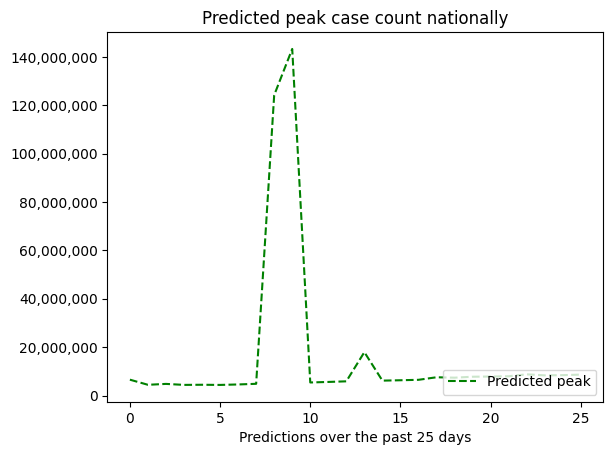 Predicted peak case count nationally
140,000,000
120,000,000
100,000,000
80,000,000
60,000,000
40,000,000
20,000,000
0
Predicted peak
0 5 10 15 20 25
Predictions over the past 25 days